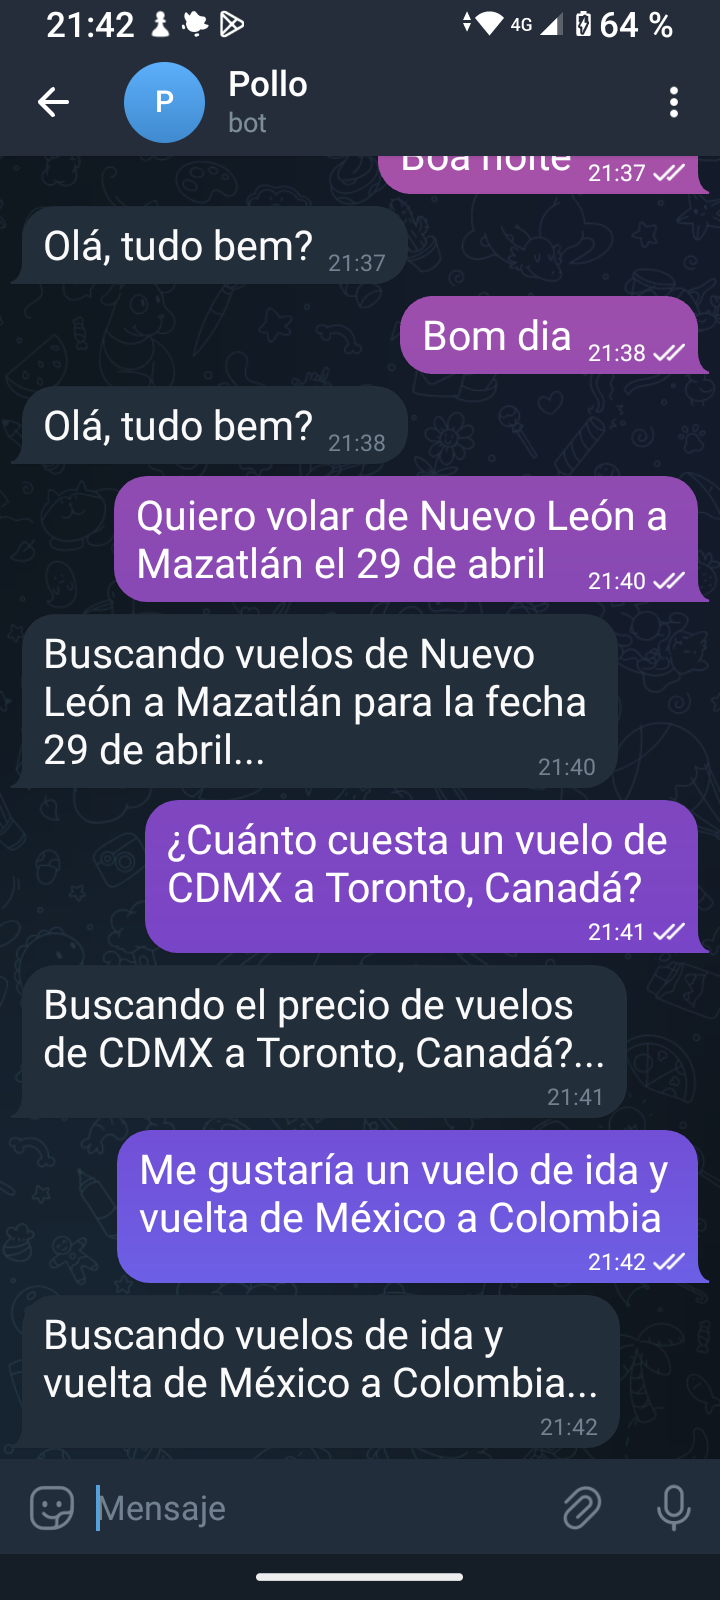 21:42
4G
64 %
P
Pollo
bot
Boa noite
21:37
Olá, tudo bem?
21:37
Bom dia
21:38
Olá, tudo bem?
21:38
Quiero volar de Nuevo León a
Mazatlán el 29 de abril
21:40
Buscando vuelos de Nuevo
León a Mazatlán para la fecha
29 de abril...
21:40
¿Cuánto cuesta un vuelo de
CDMX a Toronto, Canadá?
21:41
Buscando el precio de vuelos
de CDMX a Toronto, Canadá?...
21:41
Me gustaría un vuelo de ida y
vuelta de México a Colombia
21:42
Buscando vuelos de ida y
vuelta de México a Colombia...
21:42
Mensaje